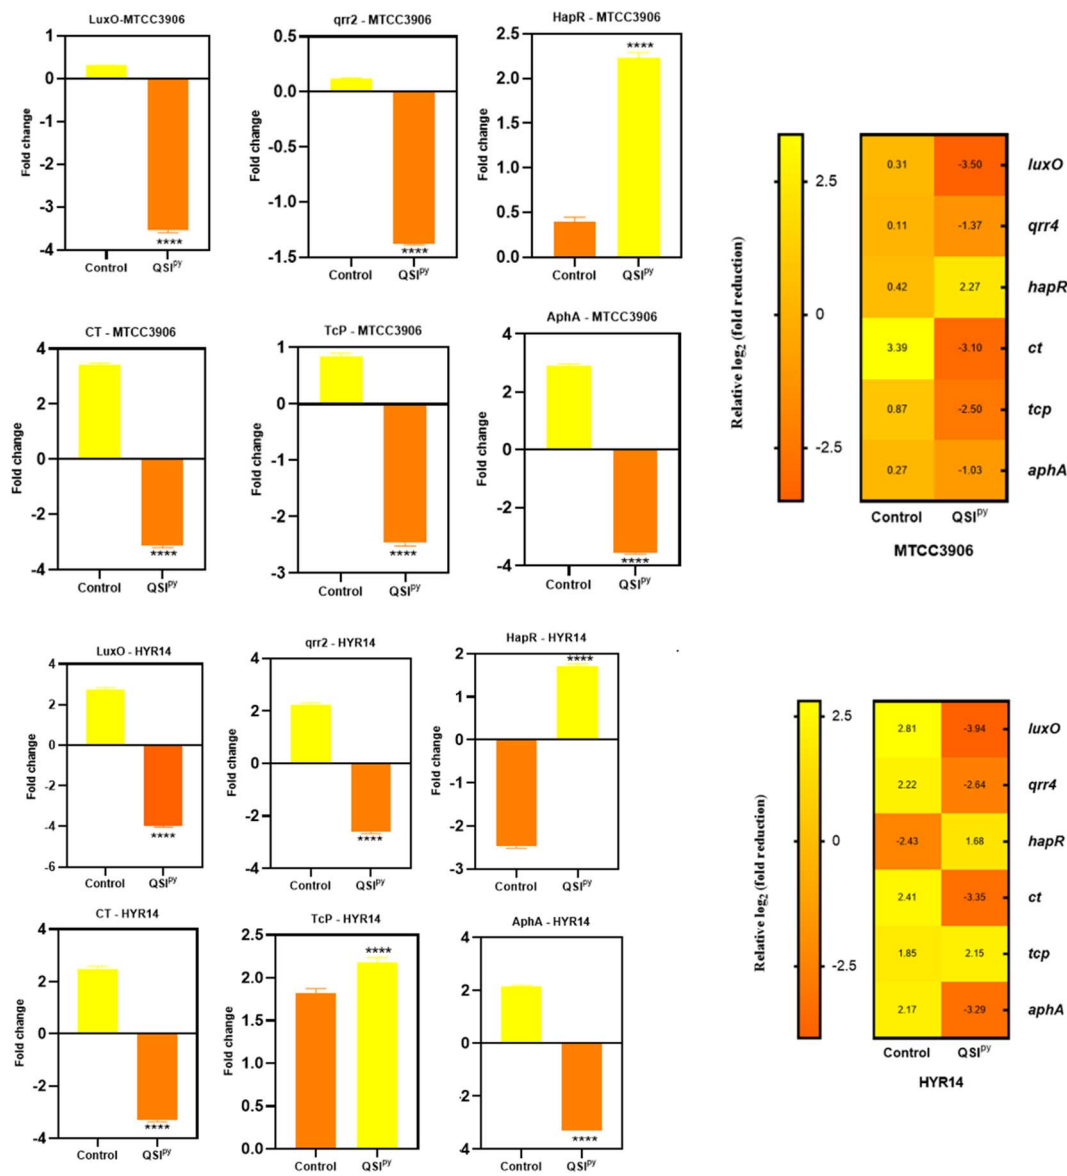 LuxO-MTCC3906
Fold change
1
0
-1
-2
-3
-4
****
Control QSIᵖʸ
qrr2 - MTCC3906
Fold change
0.5
0.0
-0.5
-1.0
-1.5
****
Control QSIᴾʸ
HapR - MTCC3906
Fold change
2.5
2.0
1.5
1.0
0.5
0.0
****
Control QSIᴾʸ
CT - MTCC3906
Fold change
4
2
0
-2
-4
****
Control QSIᴾʸ
TcP - MTCC3906
Fold change
1
0
-1
-2
-3
****
Control QSIᴾʸ
AphA - MTCC3906
Fold change
4
2
0
-2
-4
****
Control QSIᴾʸ
Relative log₂ (fold reduction)
2.5
0
-2.5
0.31 -3.50 luxO
0.11 -1.37 qrr4
0.42 2.27 hapR
3.39 -3.10 ct
0.87 -2.50 tcp
0.27 -1.03 aphA
Control QSIᴾʸ
MTCC3906
LuxO - HYR14
Fold change
4
2
0
-2
-4
-6
****
Control QSIᴾʸ
qrr2 - HYR14
Fold change
4
2
0
-2
-4
****
Control QSIᴾʸ
HapR - HYR14
Fold change
2
1
0
-1
-2
-3
****
Control QSIᴾʸ
CT - HYR14
Fold change
4
2
0
-2
-4
****
Control QSIᴾʸ
TcP - HYR14
Fold change
2.5
2.0
1.5
1.0
0.5
0.0
****
Control QSIᴾʸ
AphA - HYR14
Fold change
4
2
0
-2
-4
****
Control QSIᴾʸ
Relative log₂ (fold reduction)
2.5
0
-2.5
2.81 -3.94 luxO
2.22 -2.64 qrr4
-2.43 1.68 hapR
2.41 -3.35 ct
1.85 2.15 tcp
2.17 -3.29 aphA
Control QSIᴾʸ
HYR14